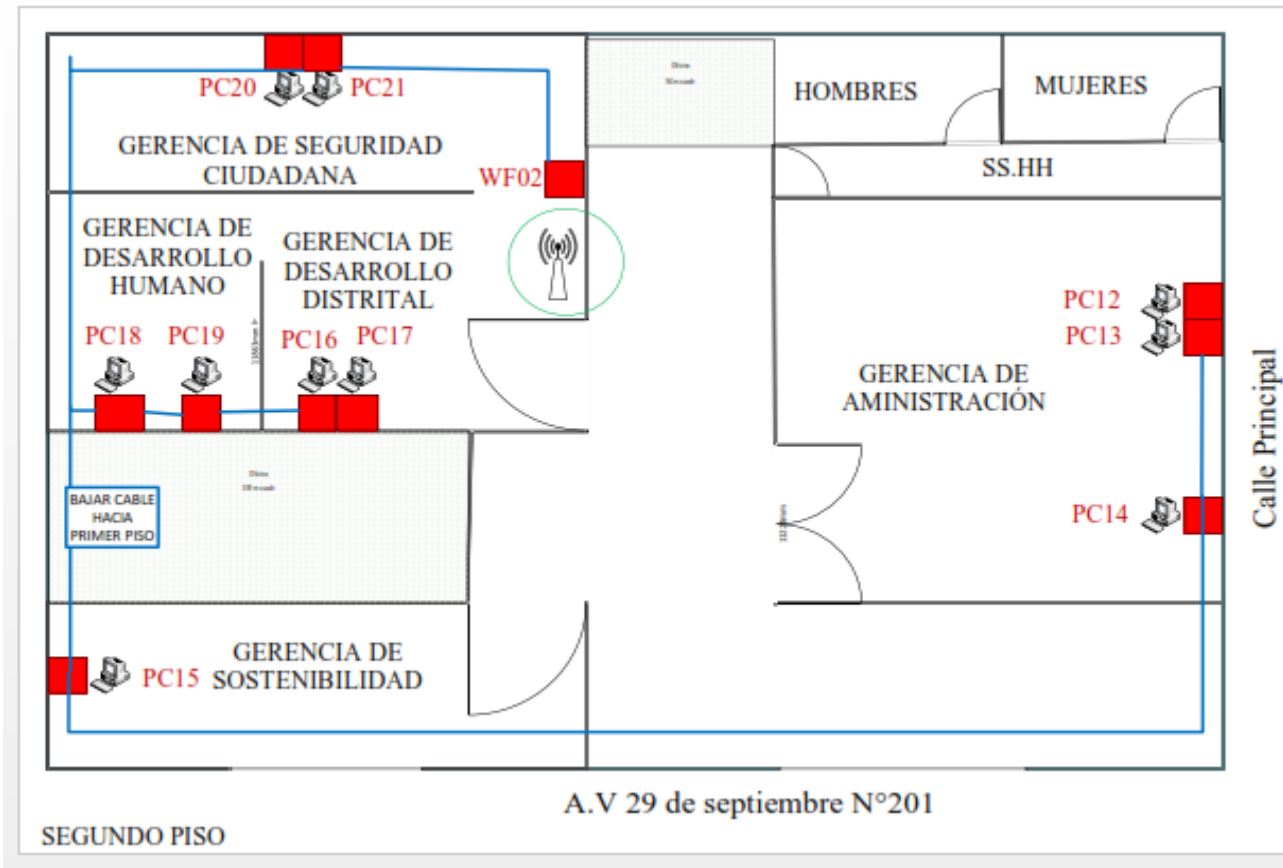 PC20
PC21
GERENCIA DE SEGURIDAD
CIUDADANA
WF02
HOMBRES
MUJERES
SS.HH
GERENCIA DE
DESARROLLO
HUMANO
GERENCIA DE
DESARROLLO
DISTRITAL
PC18
PC19
PC16
PC17
PC12
PC13
GERENCIA DE
AMINISTRACIÓN
Calle Principal
BAJAR CABLE
HACIA
PRIMER PISO
PC14
PC15
GERENCIA DE
SOSTENIBILIDAD
A.V 29 de septiembre N°201
SEGUNDO PISO